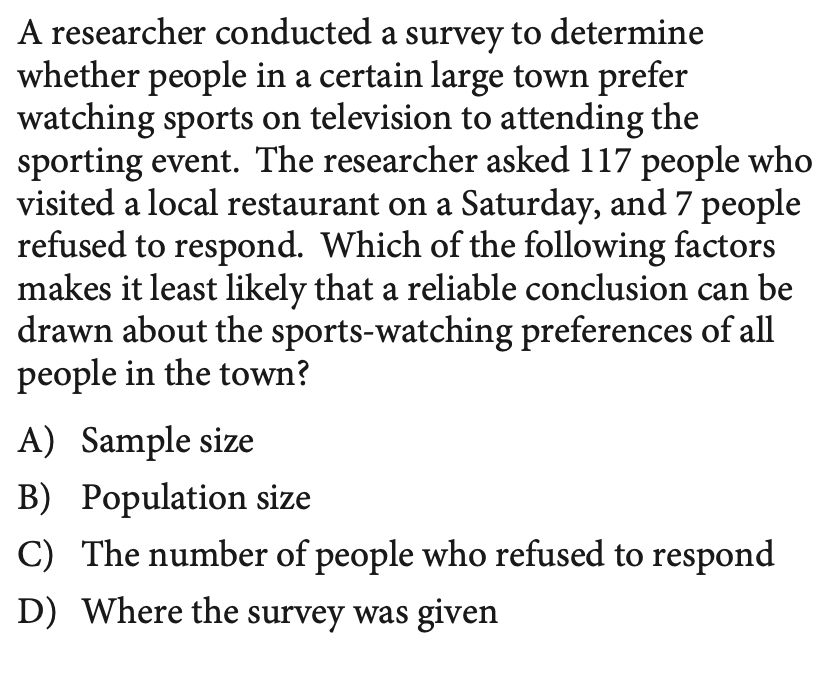 A researcher conducted a survey to determine
whether people in a certain large town prefer
watching sports on television to attending the
sporting event. The researcher asked 117 people who
visited a local restaurant on a Saturday, and 7 people
refused to respond. Which of the following factors
makes it least likely that a reliable conclusion can be
drawn about the sports-watching preferences of all
people in the town?
A) Sample size
B) Population size
C) The number of people who refused to respond
D) Where the survey was given